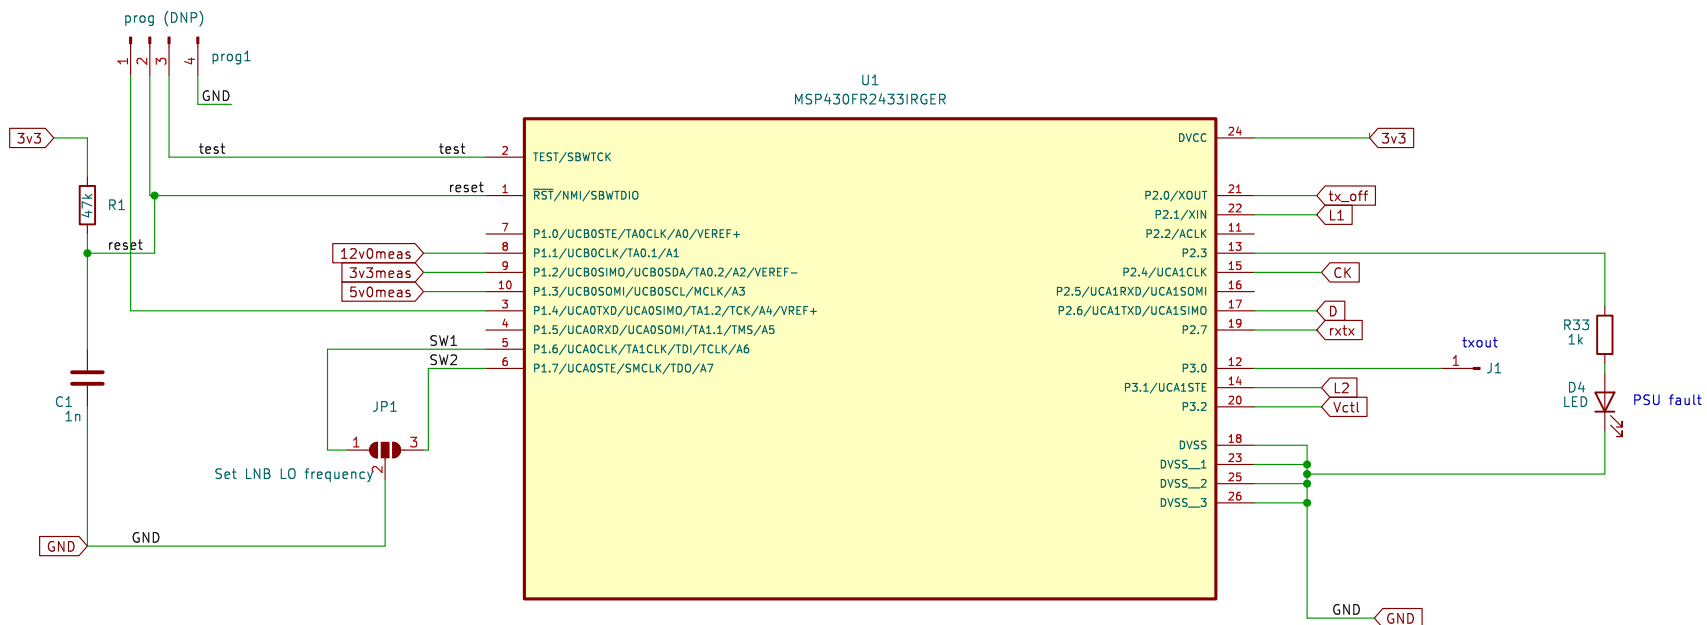 prog (DNP)
1
2
3
4
prog1
GND
3v3
47k
R1
reset
C1
1n
GND
GND
test
test
reset
12v0meas
3v3meas
5v0meas
SW1
SW2
JP1
1
3
2
Set LNB LO frequency
U1
MSP430FR2433IRGER
2 TEST/SBWTCK
1 RST/NMI/SBWTDIO
7 P1.0/UCB0STE/TA0CLK/A0/VEREF+
8 P1.1/UCB0CLK/TA0.1/A1
9 P1.2/UCB0SIMO/UCB0SDA/TA0.2/A2/VEREF-
10 P1.3/UCB0SOMI/UCB0SCL/MCLK/A3
3 P1.4/UCA0TXD/UCA0SIMO/TA1.2/TCK/A4/VREF+
4 P1.5/UCA0RXD/UCA0SOMI/TA1.1/TMS/A5
5 P1.6/UCA0CLK/TA1CLK/TDI/TCLK/A6
6 P1.7/UCA0STE/SMCLK/TDO/A7
DVCC 24 3v3
P2.0/XOUT 21 tx_off
P2.1/XIN 22 L1
P2.2/ACLK 11
P2.3 13
P2.4/UCA1CLK 15 CK
P2.5/UCA1RXD/UCA1SOMI 16
P2.6/UCA1TXD/UCA1SIMO 17 D
P2.7 19 rxtx
P3.0 12
P3.1/UCA1STE 14 L2
P3.2 20 Vctl
DVSS 18
DVSS__1 23
DVSS__2 25
DVSS__3 26
txout
1 J1
R33
1k
D4
LED
PSU fault
GND
GND